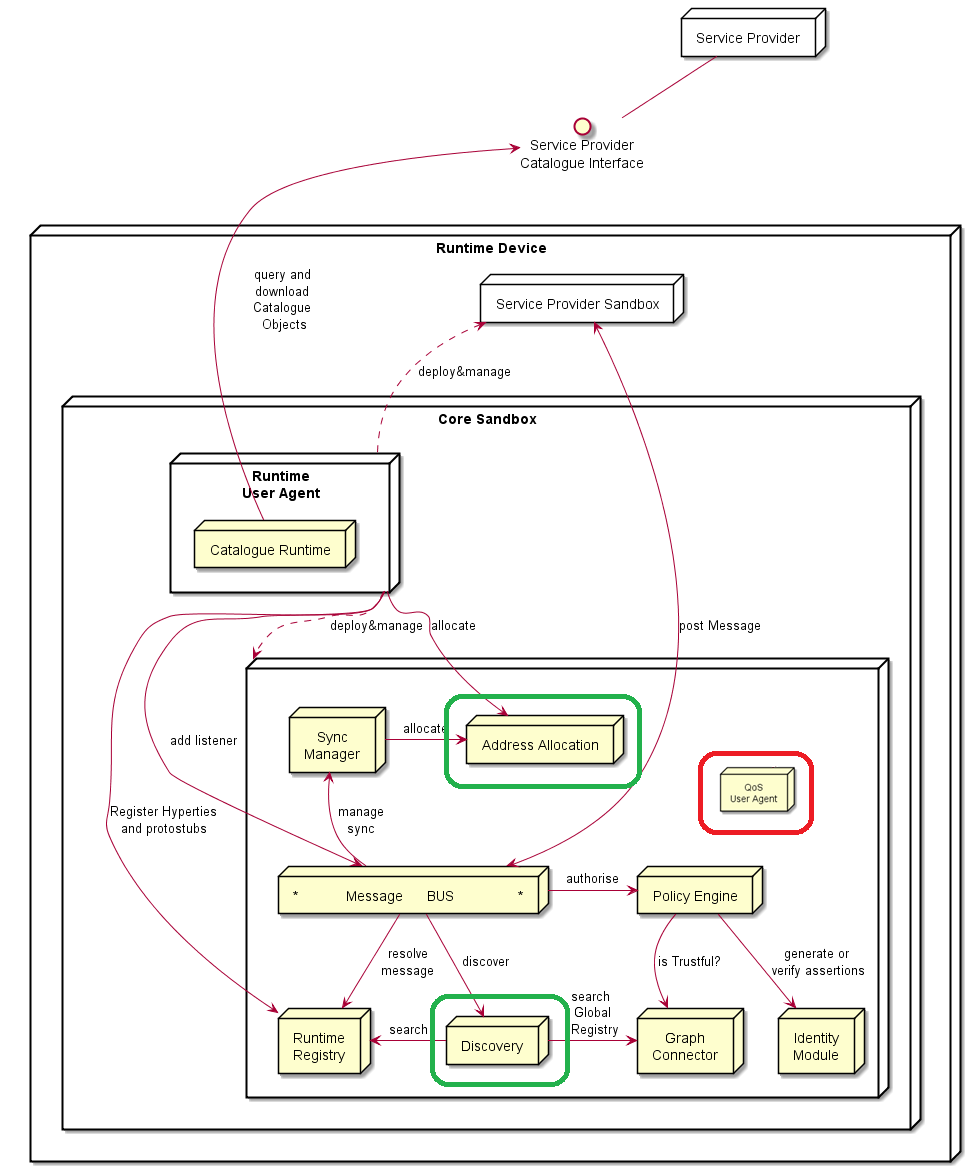 Service Provider
Service Provider
Catalogue Interface
Runtime Device
query and
download
Catalogue
Objects
Service Provider Sandbox
deploy&manage
Core Sandbox
Runtime
User Agent
Catalogue Runtime
deploy&manage
allocate
post Message
Sync
Manager
allocate
Address Allocation
add listener
QoS
User Agent
Register Hyperties
and protostubs
manage
sync
* Message BUS *
authorise
Policy Engine
resolve
message
discover
is Trustful?
generate or
verify assertions
search
Global
Registry
Runtime
Registry
search
Discovery
Graph
Connector
Identity
Module